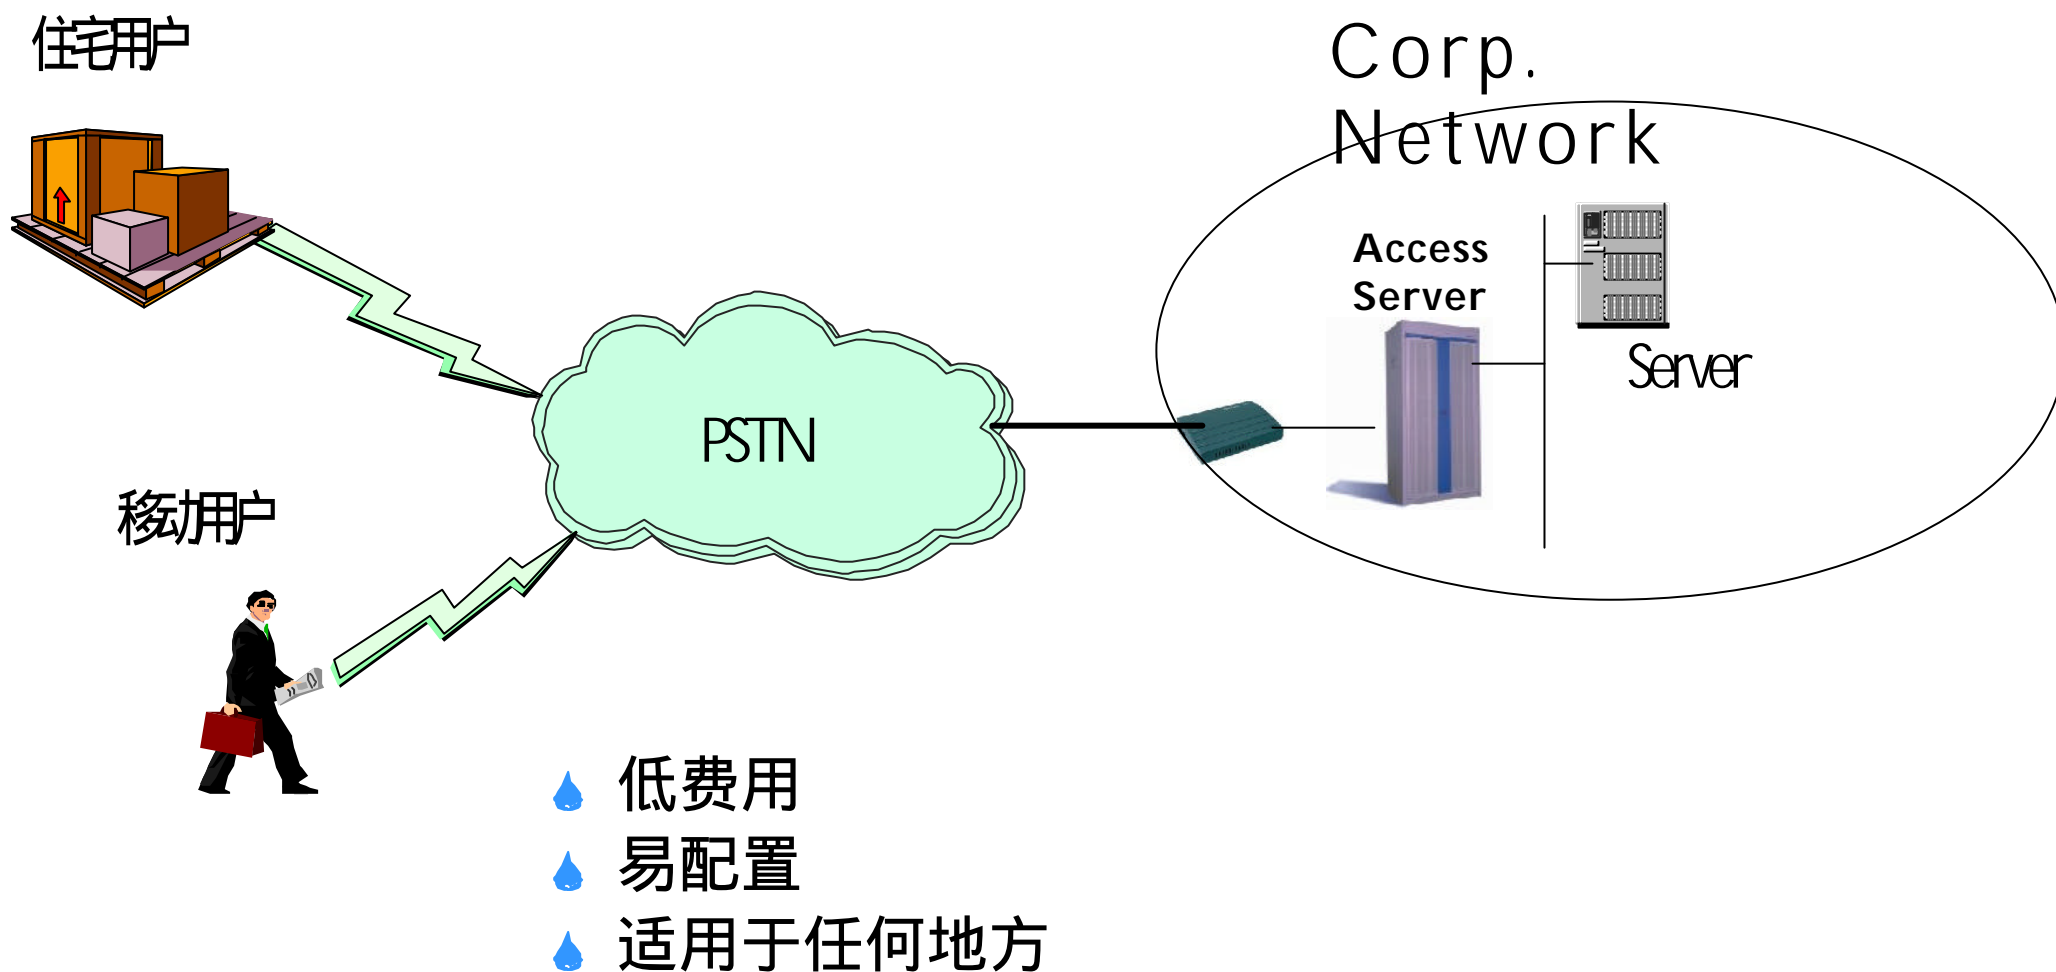 住宅用户
Corp.
Network
Access
Server
Server
PSTN
移动用户
低费用
易配置
适用于任何地方